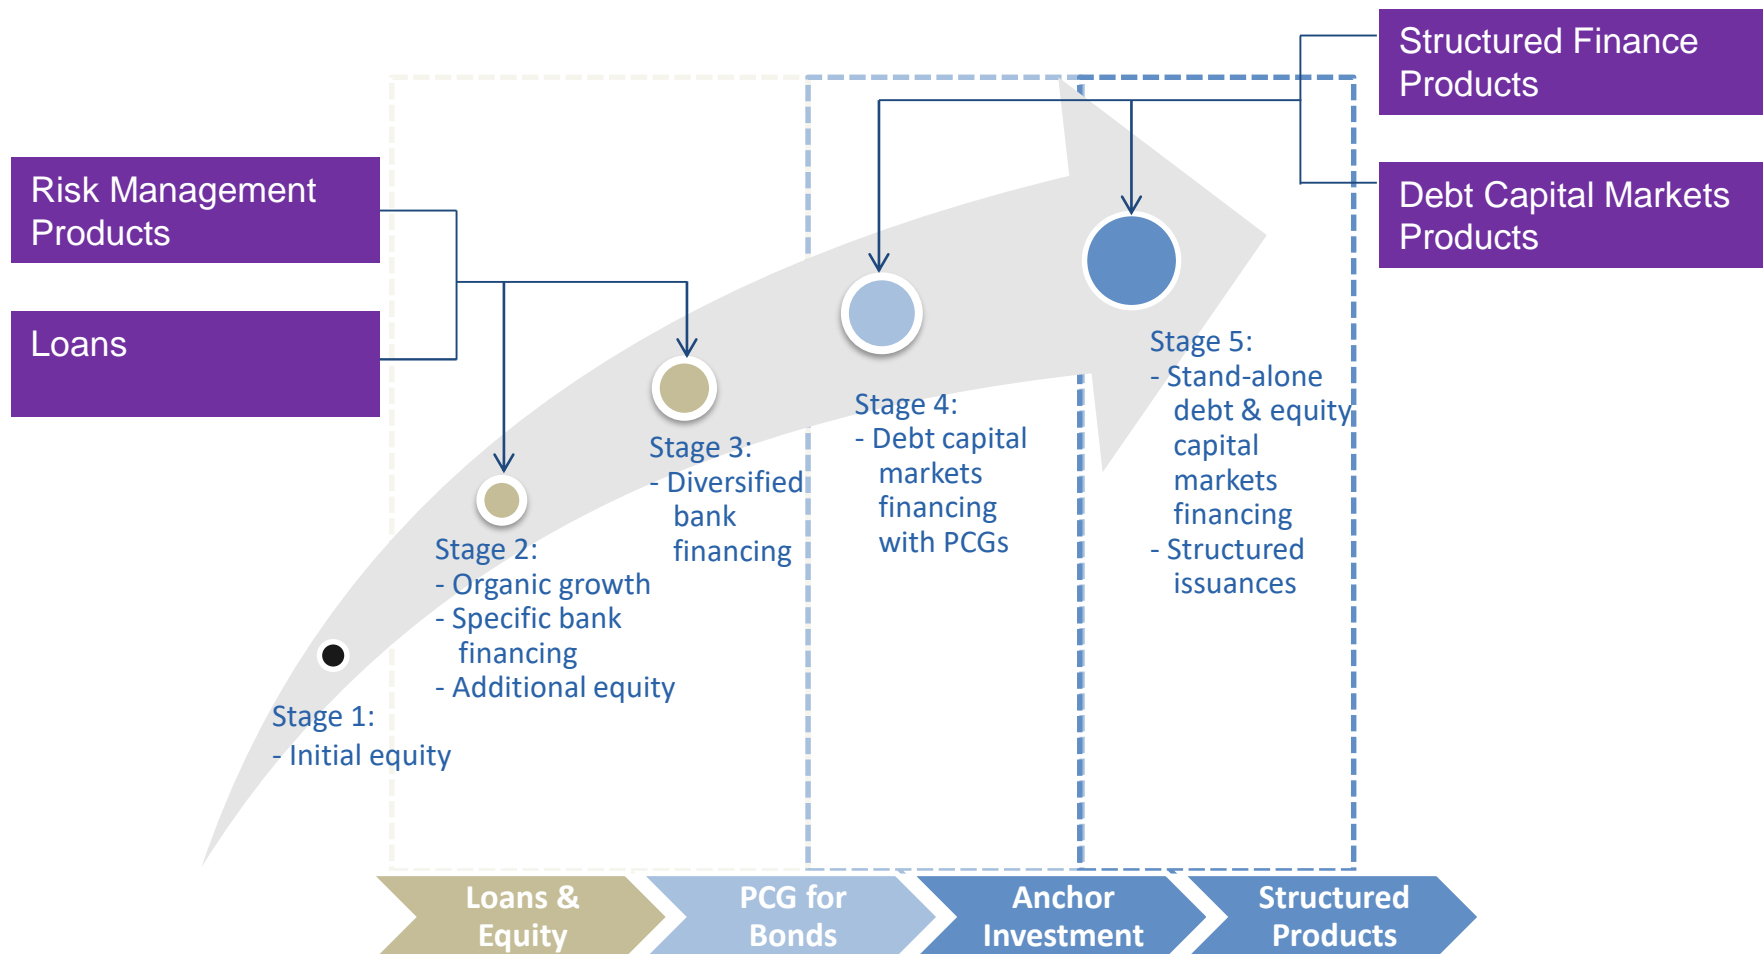 Structured Finance
Products
Risk Management
Products
Debt Capital Markets
Products
Loans
Stage 5:
- Stand-alone
debt & equity
capital
markets
financing
- Structured
issuances
Stage 4:
- Debt capital
markets
financing
with PCGs
Stage 3:
- Diversified
bank
financing
Stage 2:
- Organic growth
- Specific bank
financing
- Additional equity
Stage 1:
- Initial equity
Loans &
Equity
PCG for
Bonds
Anchor
Investment
Structured
Products